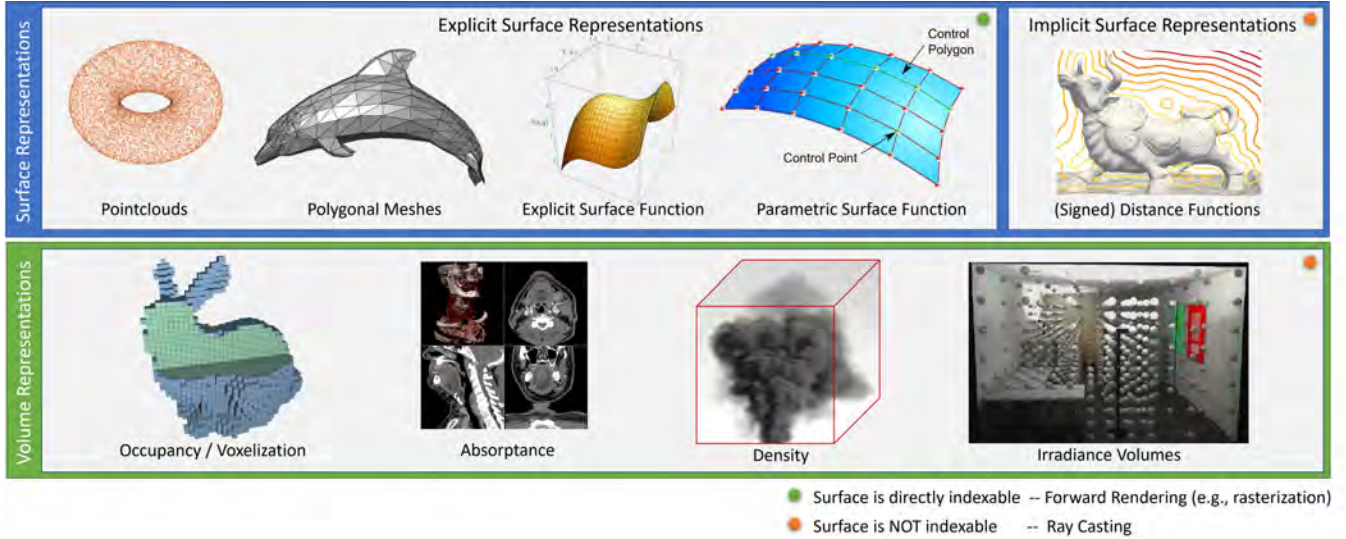 Surface Representations
Explicit Surface Representations
Control
Polygon
Control Point
Pointclouds
Polygonal Meshes
Explicit Surface Function
Parametric Surface Function
Implicit Surface Representations
(Signed) Distance Functions
Volume Representations
Occupancy / Voxelization
Absorptance
Density
Irradiance Volumes
Surface is directly indexable -- Forward Rendering (e.g., rasterization)
Surface is NOT indexable -- Ray Casting